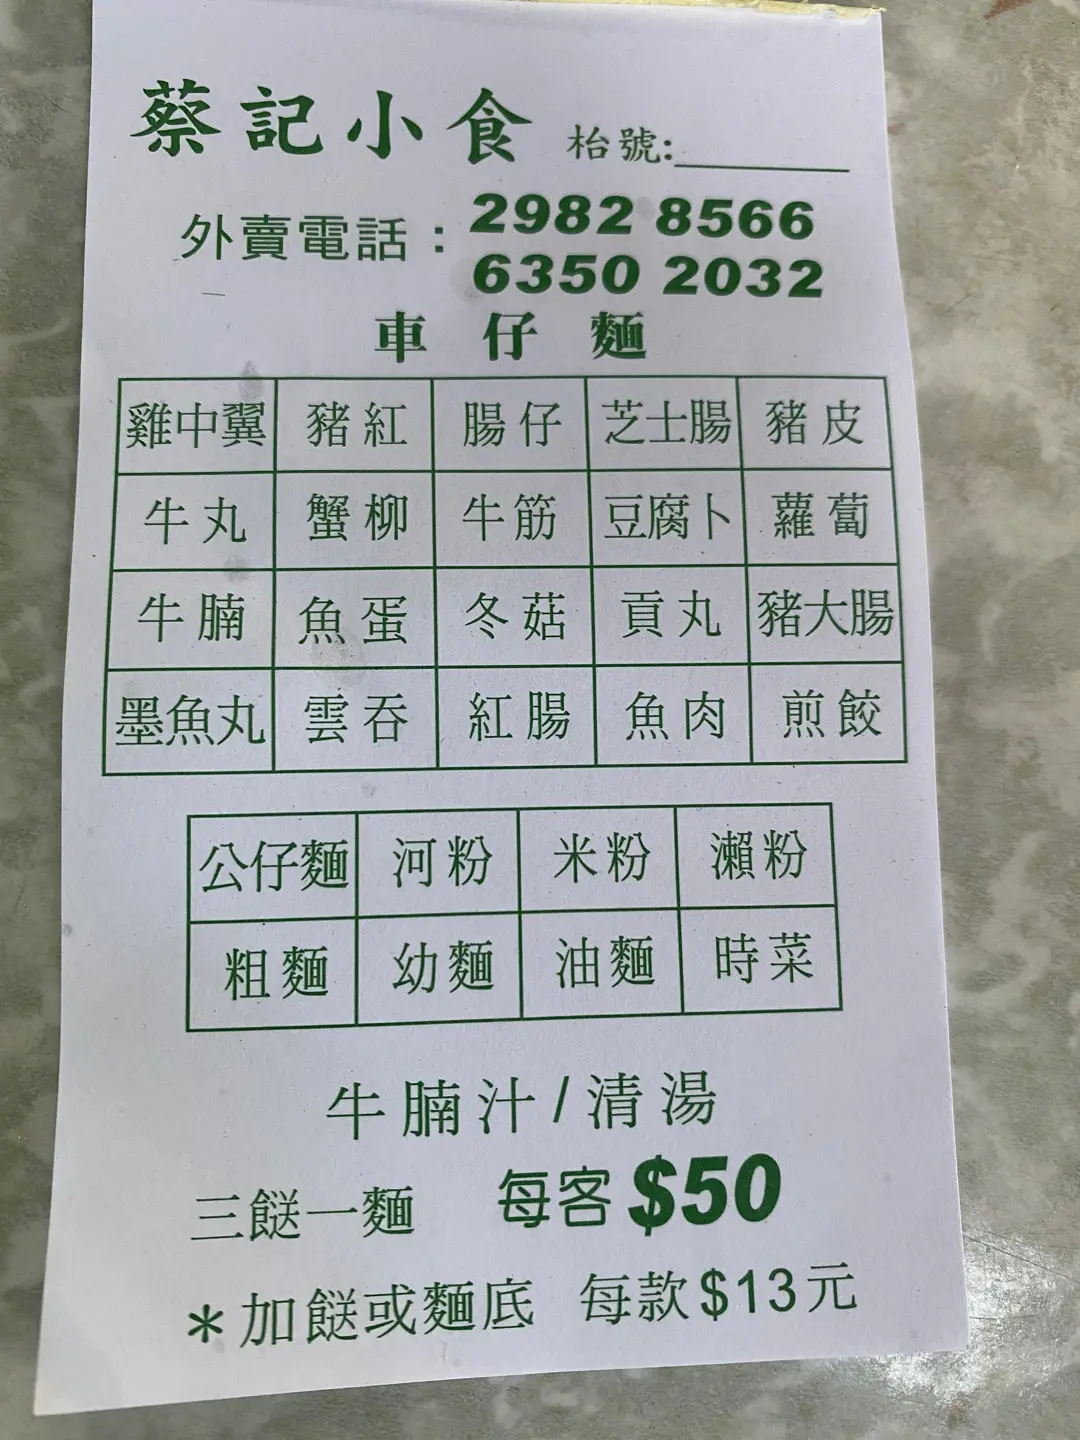 蔡記小食 枱號:
外賣電話：2982 8566
6350 2032
車仔麵
雞中翼 豬紅 腸仔 芝士腸 豬皮
牛丸 蟹柳 牛筋 豆腐卜 蘿蔔
牛腩 魚蛋 冬菇 貢丸 豬大腸
墨魚丸 雲吞 紅腸 魚肉 煎餃
公仔麵 河粉 米粉 瀨粉
粗麵 幼麵 油麵 時菜
牛腩汁/清湯
三餸一麵 每客$50
*加餸或麵底 每款$13元